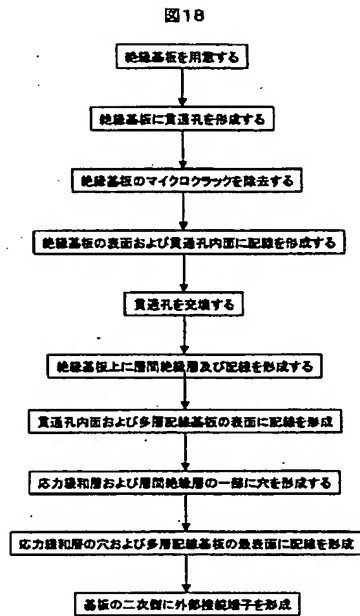 図18
絶縁基板を用意する
絶縁基板に貫通孔を形成する
絶縁基板のマイクロクラックを除去する
絶縁基板の表面および貫通孔内面に配線を形成する
貫通孔を充填する
絶縁基板上に層間絶縁層及び配線を形成する
貫通孔内面および多層配線基板の表面に配線を形成
応力緩和層および層間絶縁層の一部に穴を形成する
応力緩和層の穴および多層配線基板の最表面に配線を形成
基板の二次側に外部接続端子を形成